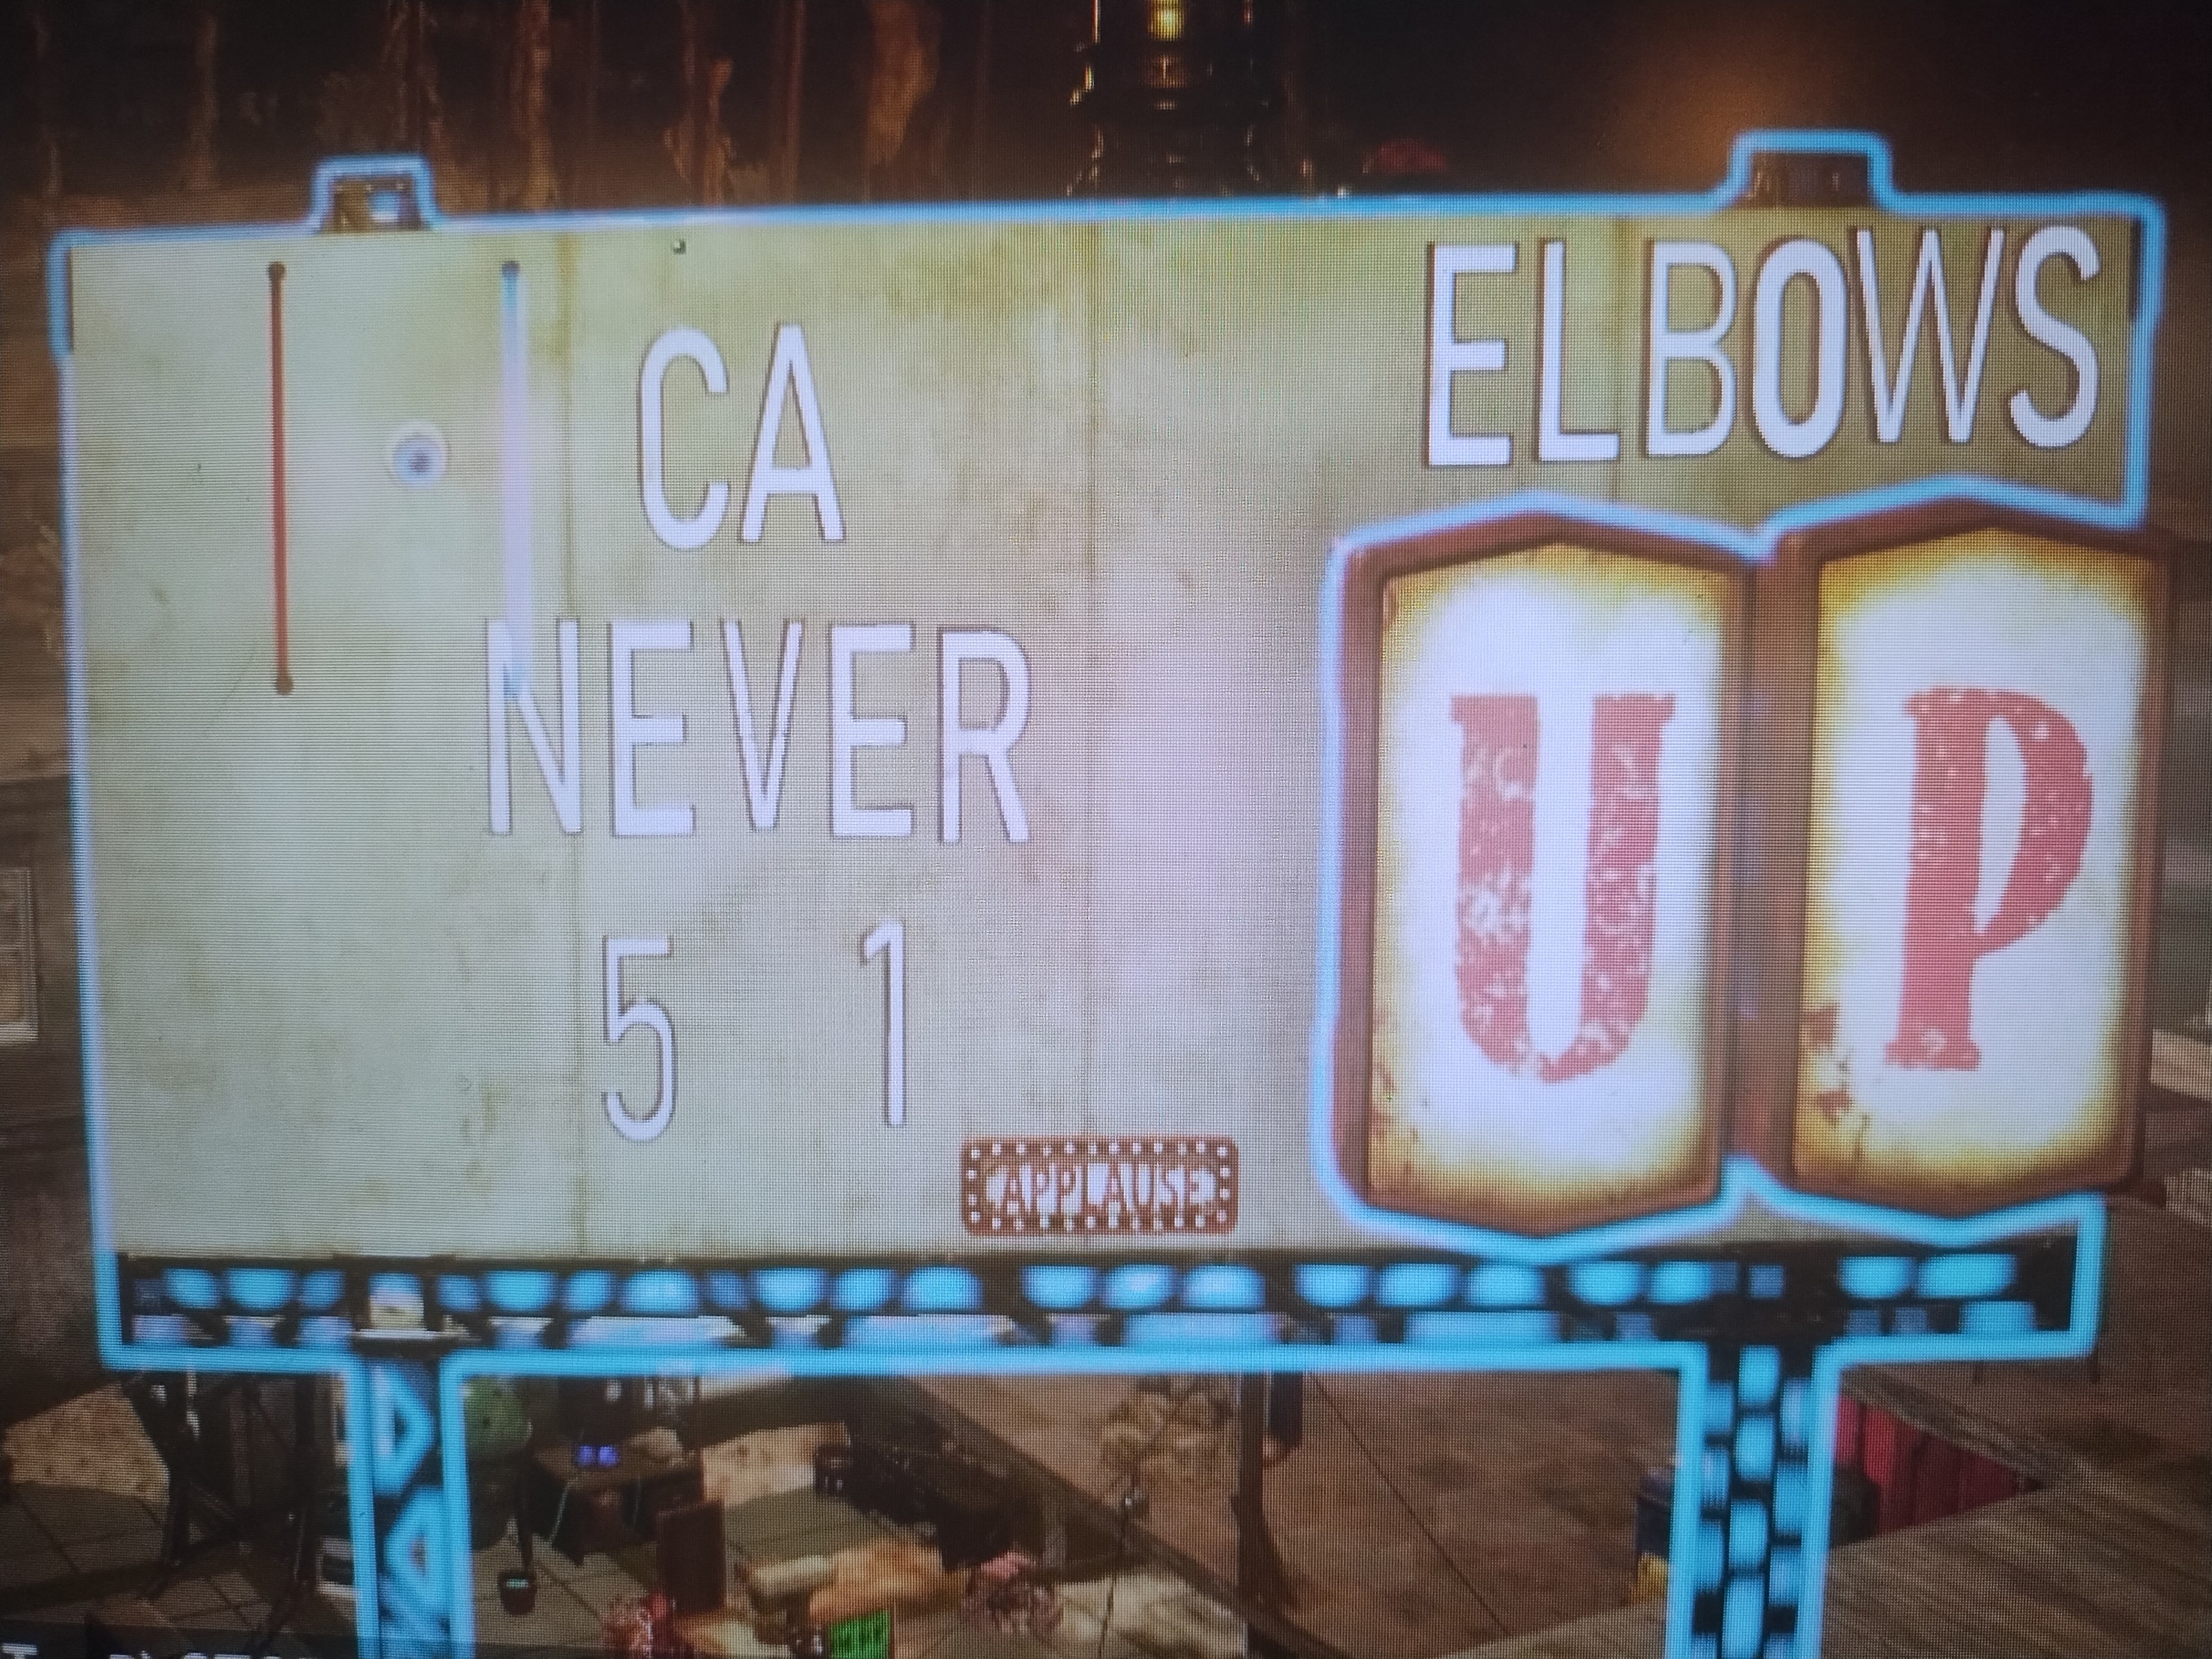 CA
NEVER
5 1
APPLAUSE
ELBOWS
UP